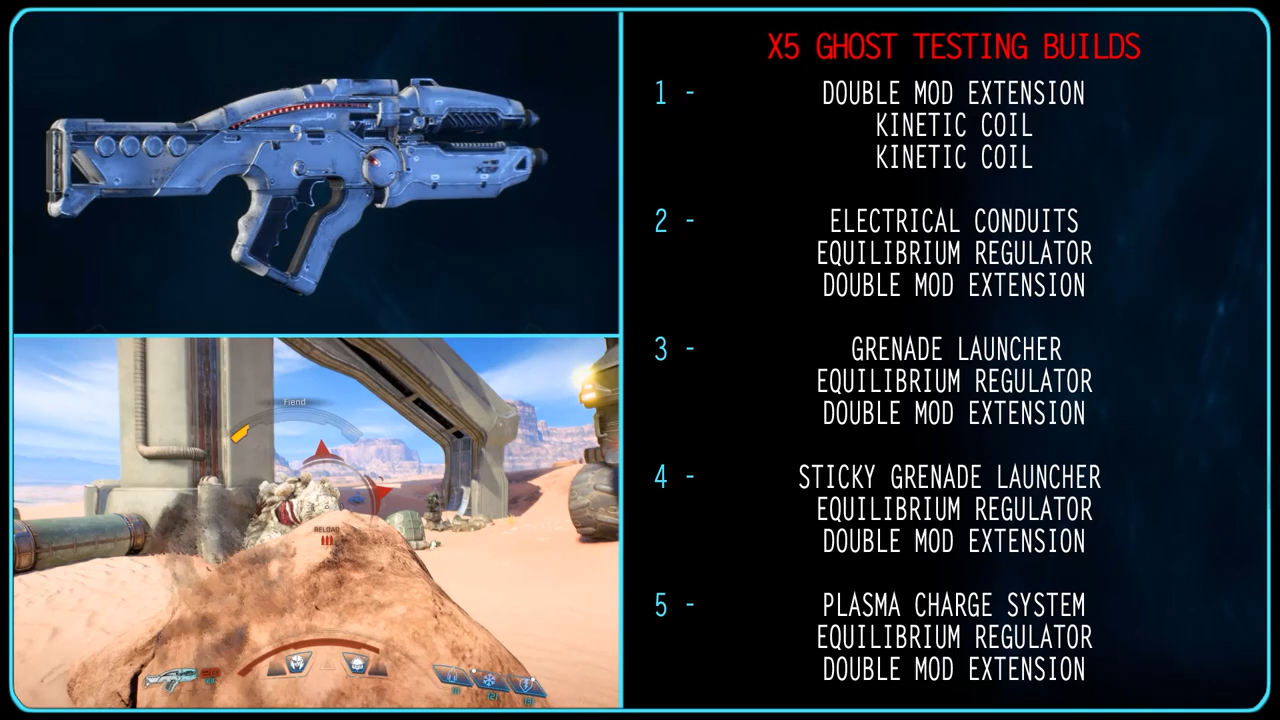 X5 GHOST TESTING BUILDS
1 - DOUBLE MOD EXTENSION
KINETIC COIL
KINETIC COIL
2 - ELECTRICAL CONDUITS
EQUILIBRIUM REGULATOR
DOUBLE MOD EXTENSION
3 - GRENADE LAUNCHER
EQUILIBRIUM REGULATOR
DOUBLE MOD EXTENSION
4 - STICKY GRENADE LAUNCHER
EQUILIBRIUM REGULATOR
DOUBLE MOD EXTENSION
5 - PLASMA CHARGE SYSTEM
EQUILIBRIUM REGULATOR
DOUBLE MOD EXTENSION
Fiend
RELOAD